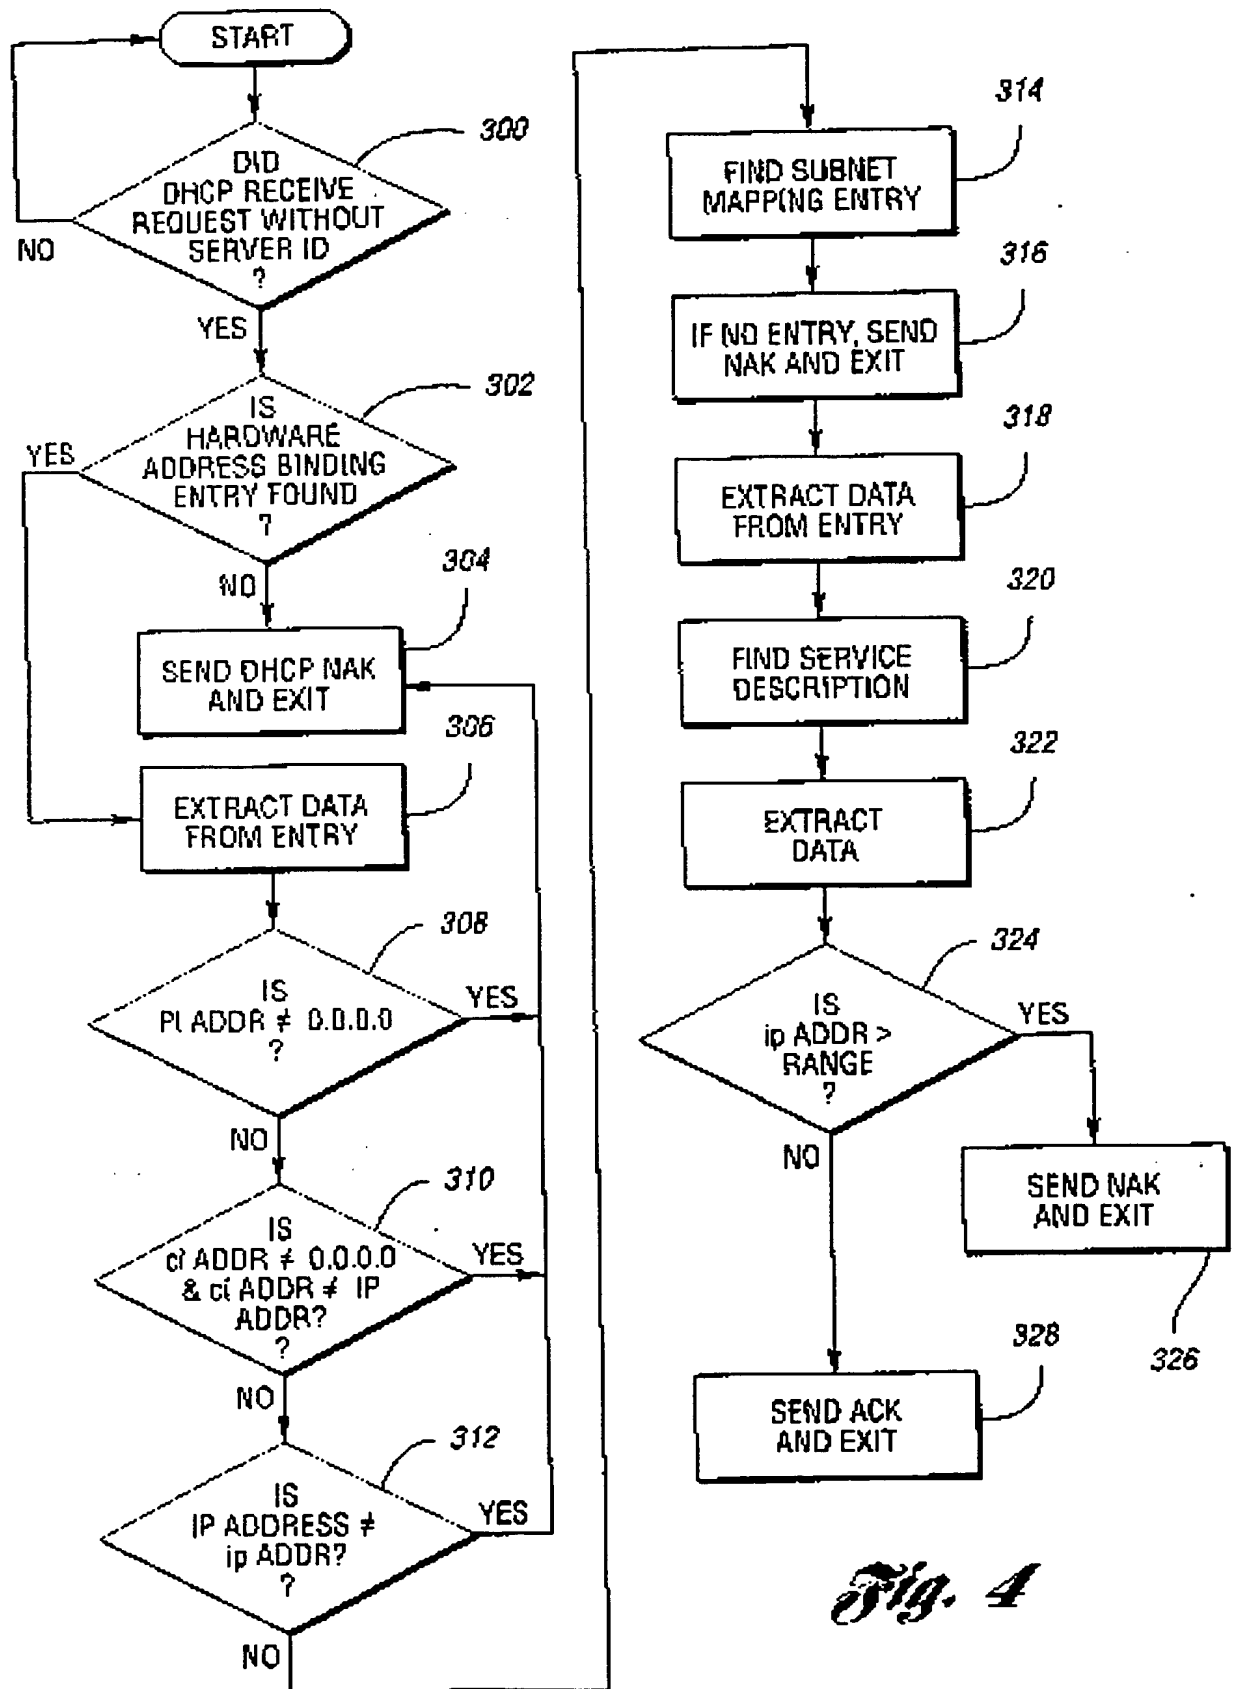 START
300
DID
DHCP RECEIVE
REQUEST WITHOUT
SERVER ID
?
NO
YES
302
IS
HARDWARE
ADDRESS BINDING
ENTRY FOUND
?
YES
NO
304
SEND DHCP NAK
AND EXIT
306
EXTRACT DATA
FROM ENTRY
308
IS
PI ADDR ≠ 0.0.0.0
?
YES
NO
310
IS
ci ADDR ≠ 0.0.0.0
& ci ADDR ≠ IP
ADDR?
?
YES
NO
312
IS
IP ADDRESS ≠
ip ADDR?
?
YES
NO
314
FIND SUBNET
MAPPING ENTRY
316
IF NO ENTRY, SEND
NAK AND EXIT
318
EXTRACT DATA
FROM ENTRY
320
FIND SERVICE
DESCRIPTION
322
EXTRACT
DATA
324
IS
ip ADDR >
RANGE
?
YES
NO
SEND NAK
AND EXIT
326
328
SEND ACK
AND EXIT
Fig. 4